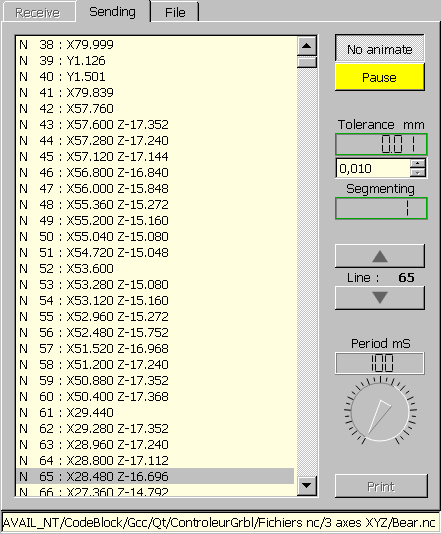 Receive Sending File
N 38 : X79.999
N 39 : Y1.126
N 40 : Y1.501
N 41 : X79.839
N 42 : X57.760
N 43 : X57.600 Z-17.352
N 44 : X57.280 Z-17.240
N 45 : X57.120 Z-17.144
N 46 : X56.800 Z-16.840
N 47 : X56.000 Z-15.848
N 48 : X55.360 Z-15.272
N 49 : X55.200 Z-15.160
N 50 : X55.040 Z-15.080
N 51 : X54.720 Z-15.048
N 52 : X53.600
N 53 : X53.280 Z-15.080
N 54 : X53.120 Z-15.160
N 55 : X52.960 Z-15.272
N 56 : X52.480 Z-15.752
N 57 : X51.520 Z-16.968
N 58 : X51.200 Z-17.240
N 59 : X50.880 Z-17.352
N 60 : X50.400 Z-17.368
N 61 : X29.440
N 62 : X29.280 Z-17.352
N 63 : X28.960 Z-17.240
N 64 : X28.800 Z-17.112
N 65 : X28.480 Z-16.696
N 66 : X27.360 Z-14.792
No animate
Pause
Tolerance mm
0.01
0,010
Segmenting
1
Line : 65
Period mS
100
Print
AVAIL_NT/CodeBlock/Gcc/Qt/ControleurGrbl/Fichiers nc/3 axes XYZ/Bear.nc